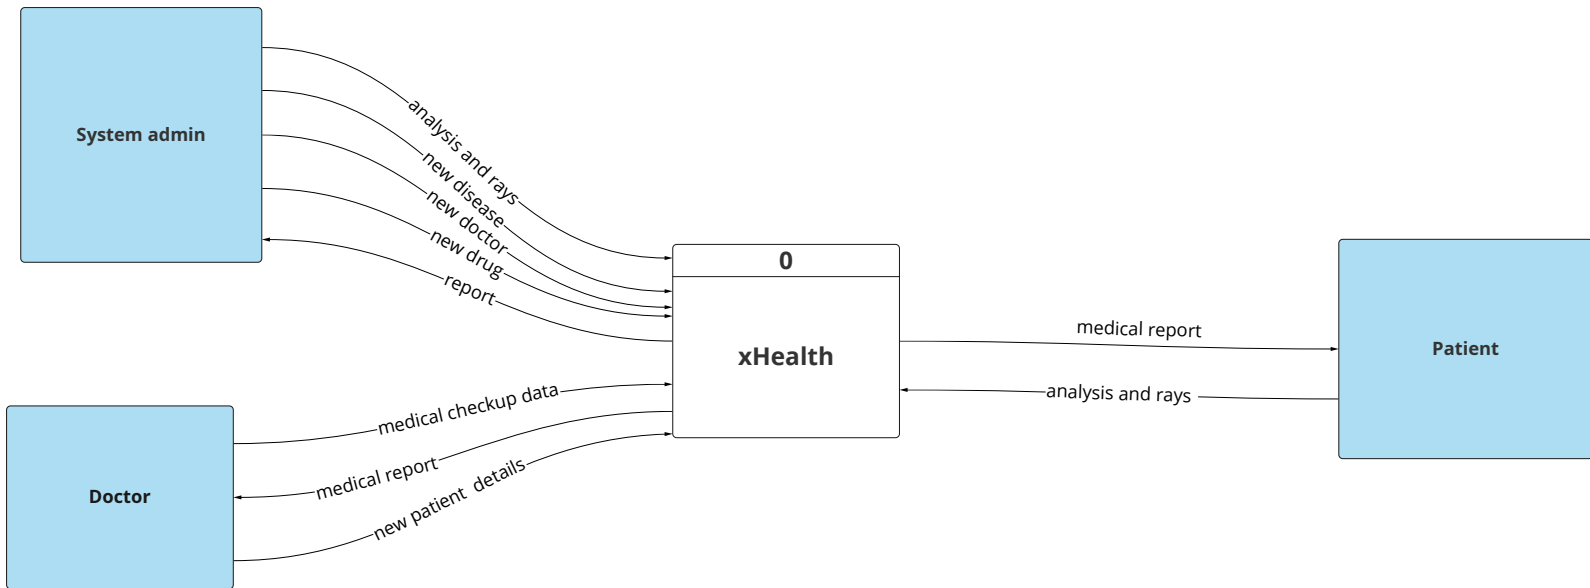 System admin
analysis and rays
new disease
new doctor
new drug
report
0
xHealth
medical report
analysis and rays
Patient
Doctor
medical checkup data
medical report
new patient  details